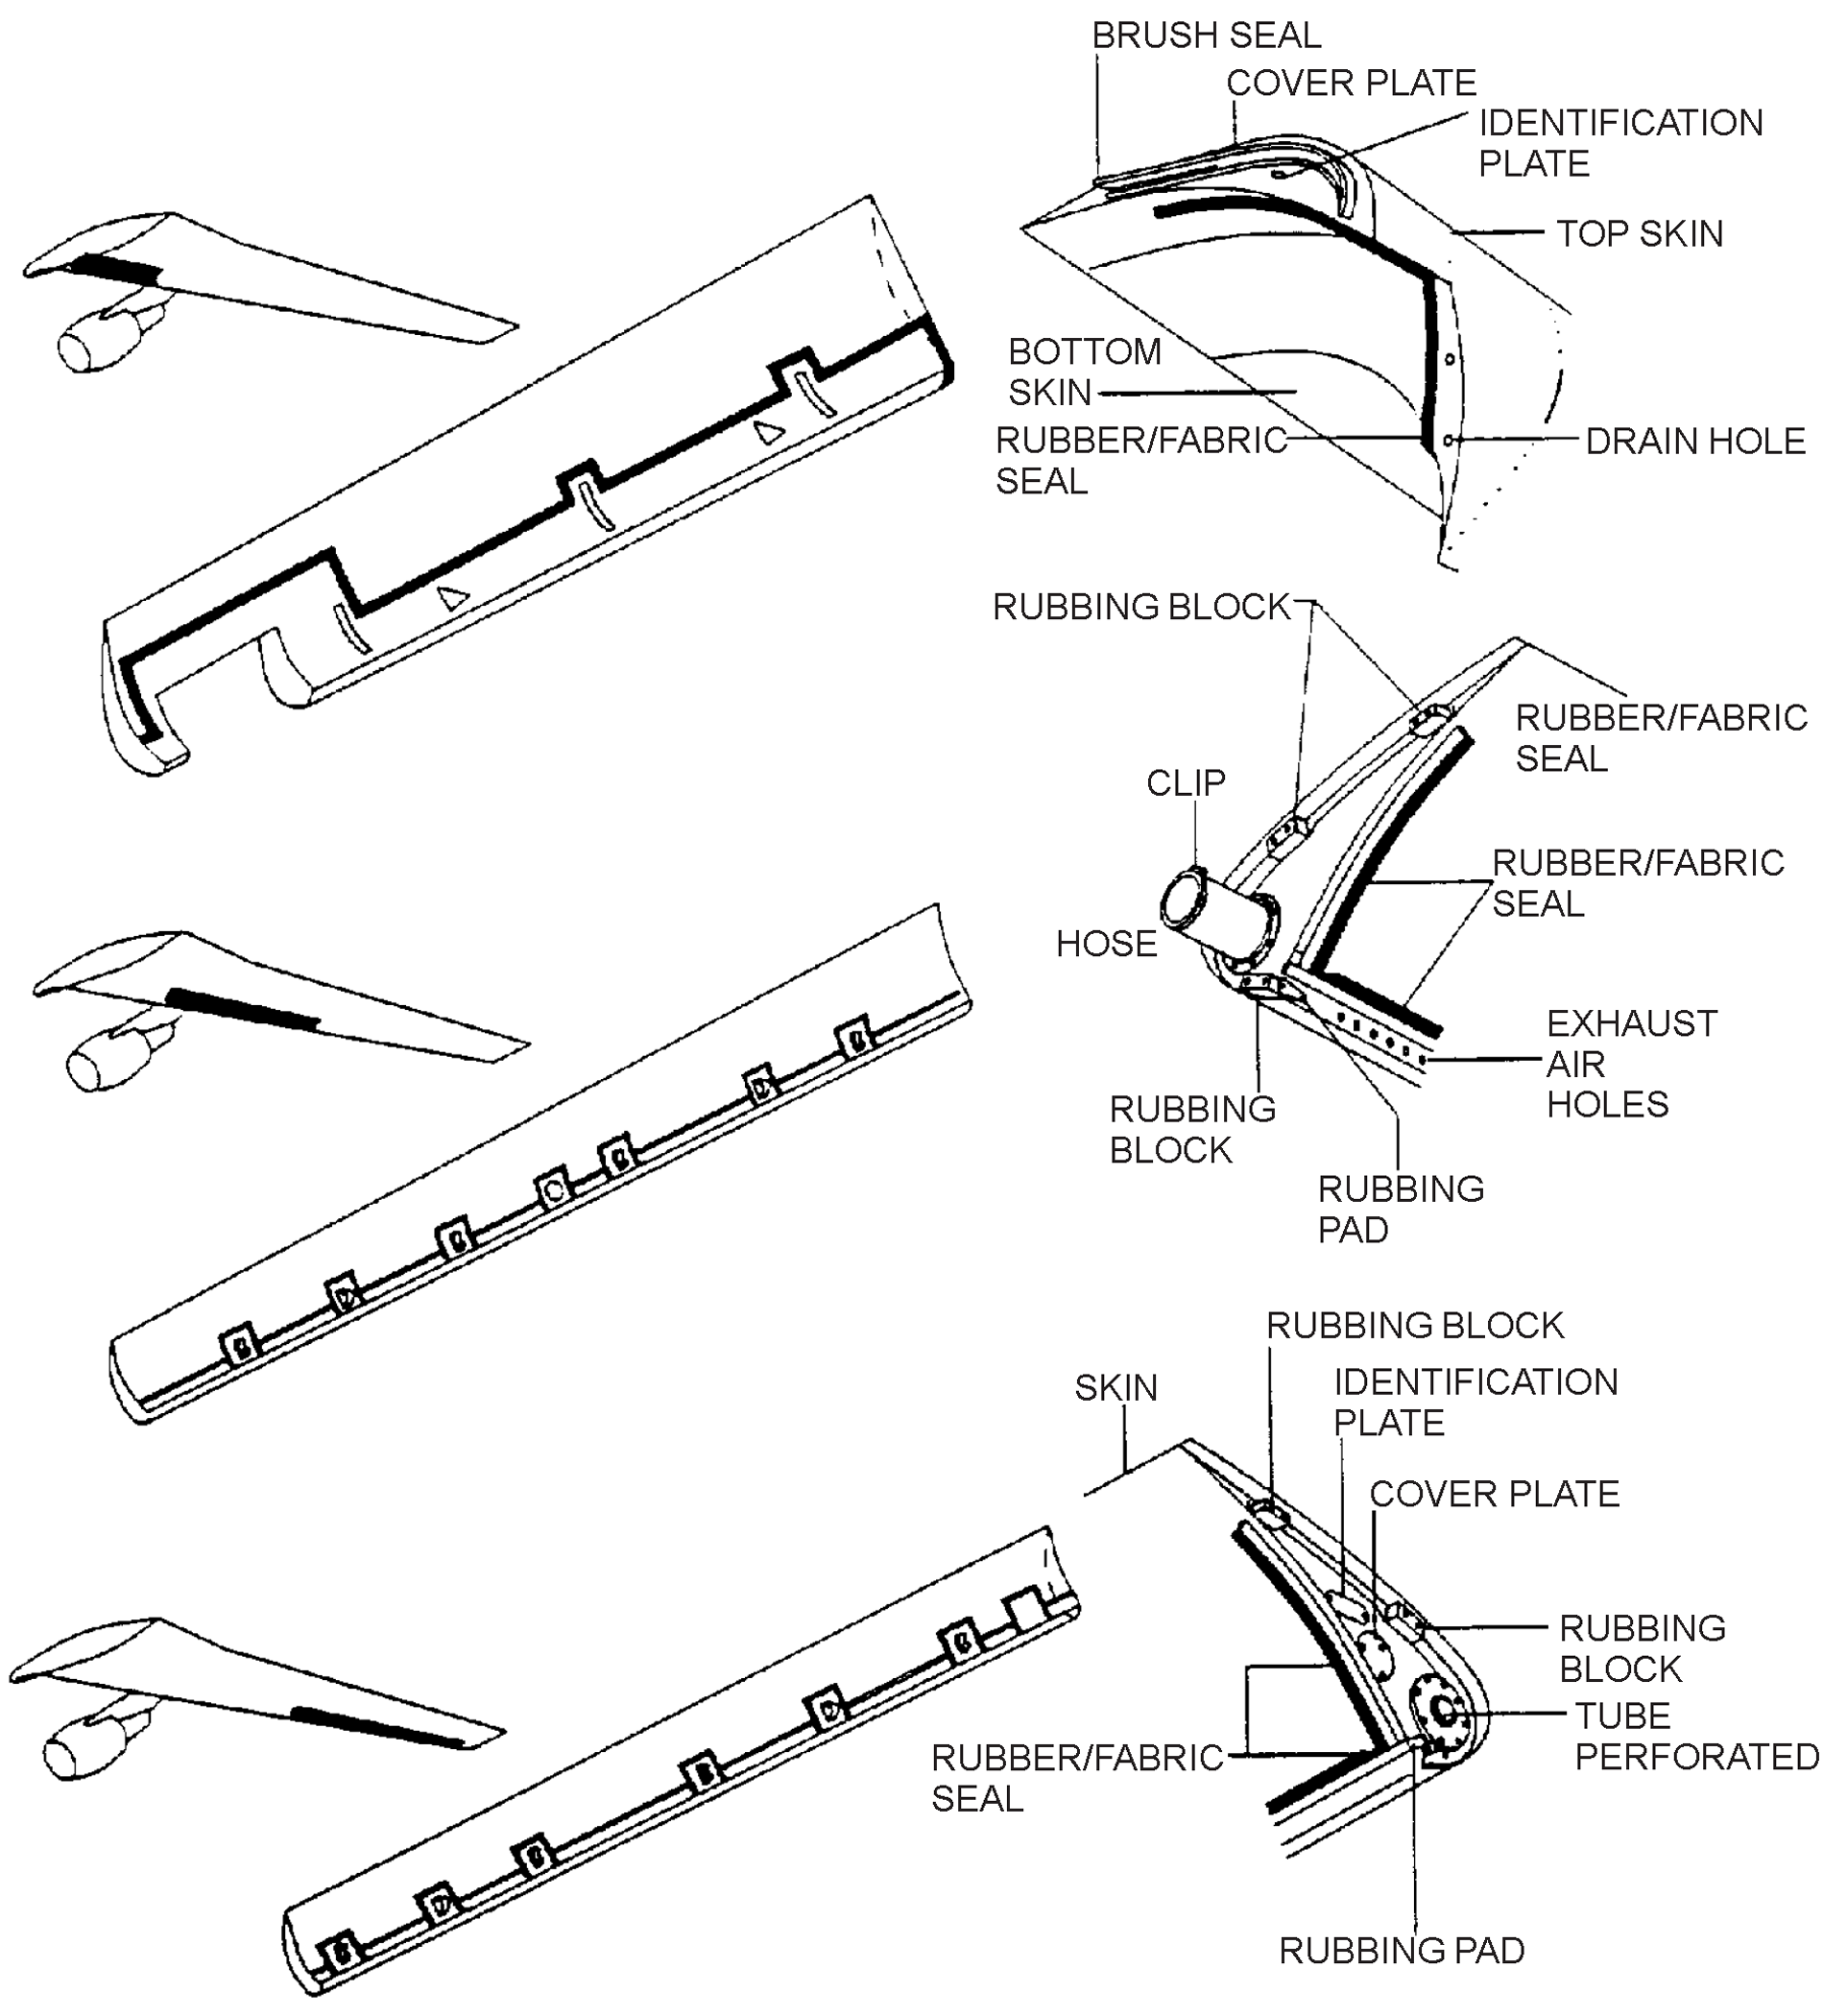 BRUSH SEAL
COVER PLATE
IDENTIFICATION
PLATE
TOP SKIN
BOTTOM
SKIN
RUBBER/FABRIC
SEAL
DRAIN HOLE
RUBBING BLOCK
RUBBER/FABRIC
SEAL
CLIP
RUBBER/FABRIC
SEAL
HOSE
EXHAUST
AIR
HOLES
RUBBING
BLOCK
RUBBING
PAD
RUBBING BLOCK
SKIN
IDENTIFICATION
PLATE
COVER PLATE
RUBBING
BLOCK
TUBE
PERFORATED
RUBBER/FABRIC
SEAL
RUBBING PAD